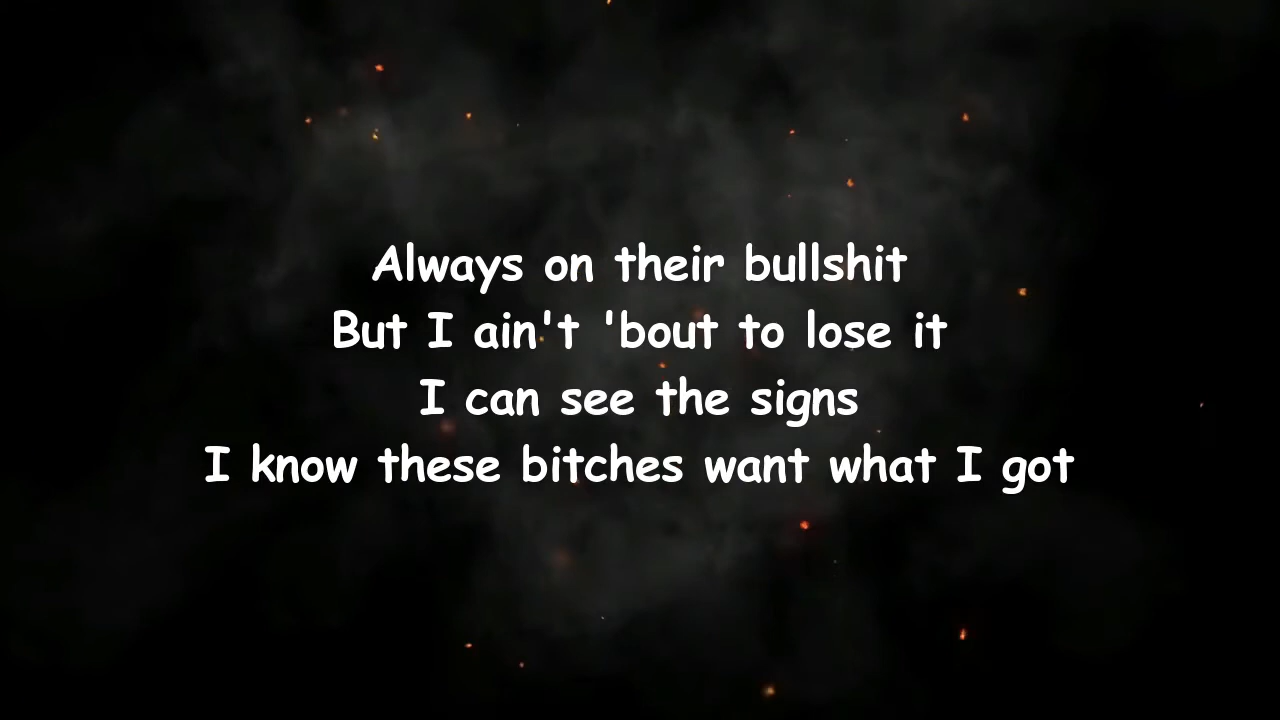 Always on their bullshit
But I ain't 'bout to lose it
I can see the signs
I know these bitches want what I got